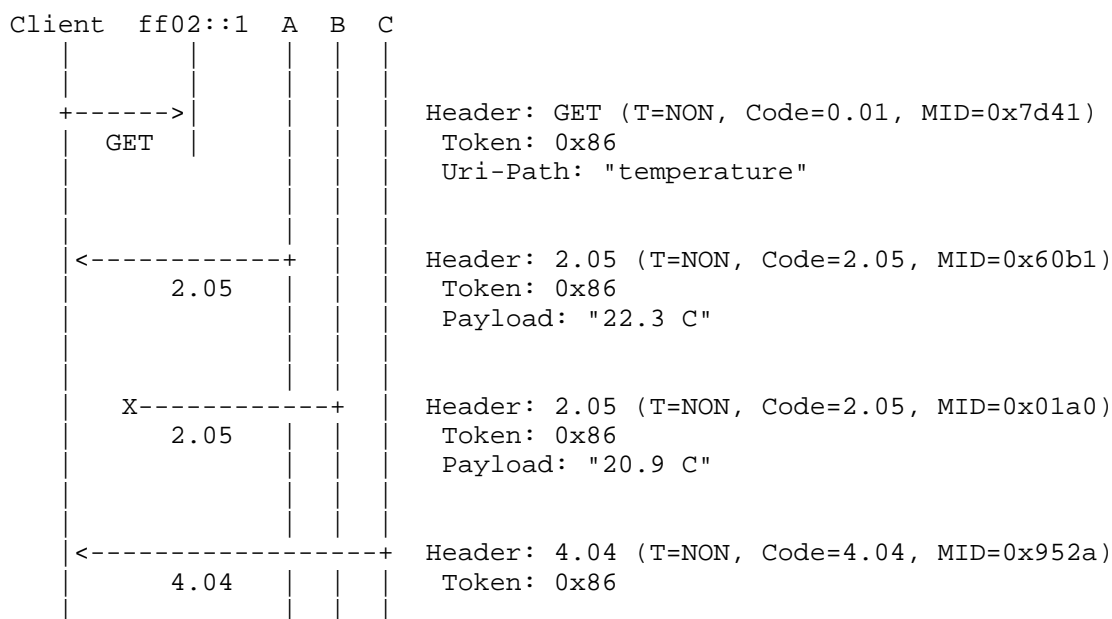 Client ff02::1 A B C
Header: GET (T=NON, Code=0.01, MID=0x7d41)
GET Token: 0x86
Uri-Path: "temperature"
Header: 2.05 (T=NON, Code=2.05, MID=0x60b1)
2.05 Token: 0x86
Payload: "22.3 C"
X Header: 2.05 (T=NON, Code=2.05, MID=0x01a0)
2.05 Token: 0x86
Payload: "20.9 C"
Header: 4.04 (T=NON, Code=4.04, MID=0x952a)
4.04 Token: 0x86